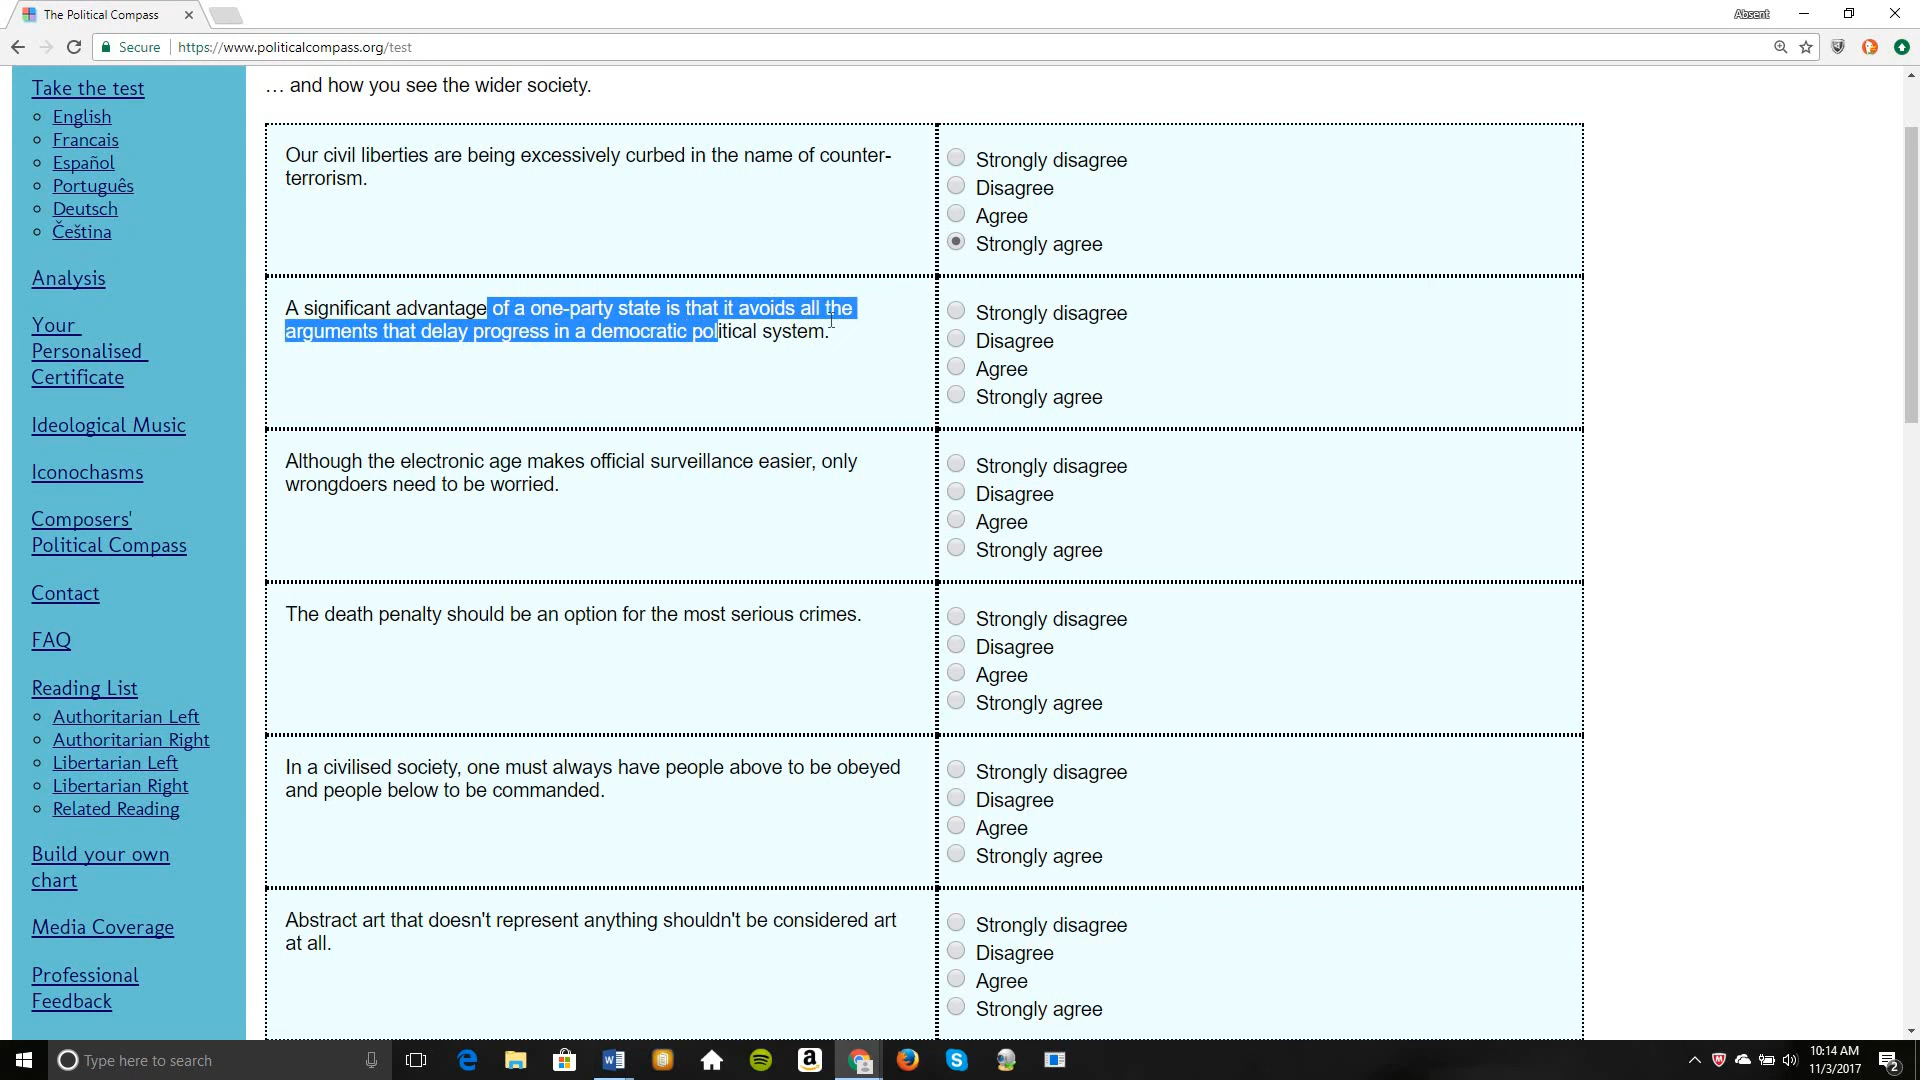 The Political Compass
Absent
Secure
https://www.politicalcompass.org/test
Take the test
English
Francais
Español
Português
Deutsch
Čeština
Analysis
Your
Personalised
Certificate
Ideological Music
Iconochasms
Composers'
Political Compass
Contact
FAQ
Reading List
Authoritarian Left
Authoritarian Right
Libertarian Left
Libertarian Right
Related Reading
Build your own
chart
Media Coverage
Professional
Feedback
… and how you see the wider society.
Our civil liberties are being excessively curbed in the name of counter-
terrorism.
Strongly disagree
Disagree
Agree
Strongly agree
A significant advantage of a one-party state is that it avoids all the
arguments that delay progress in a democratic political system.
Strongly disagree
Disagree
Agree
Strongly agree
Although the electronic age makes official surveillance easier, only
wrongdoers need to be worried.
Strongly disagree
Disagree
Agree
Strongly agree
The death penalty should be an option for the most serious crimes.
Strongly disagree
Disagree
Agree
Strongly agree
In a civilised society, one must always have people above to be obeyed
and people below to be commanded.
Strongly disagree
Disagree
Agree
Strongly agree
Abstract art that doesn't represent anything shouldn't be considered art
at all.
Strongly disagree
Disagree
Agree
Strongly agree
Type here to search
10:14 AM
11/3/2017
2